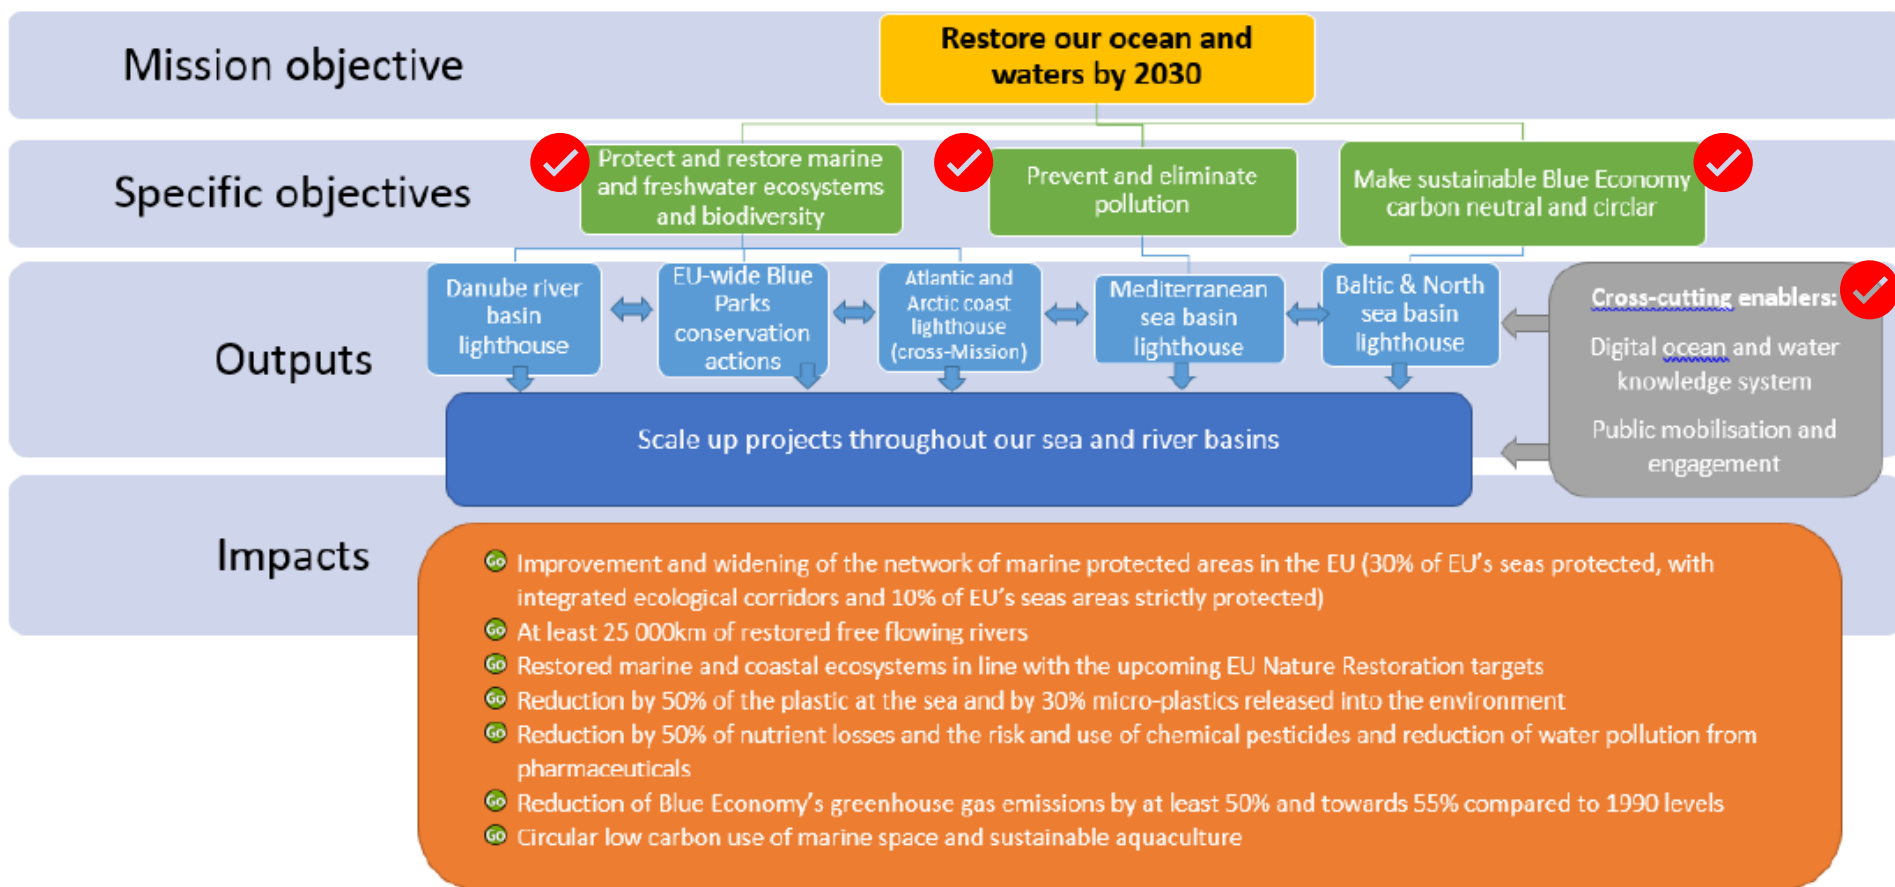 Mission objective
Restore our ocean and
waters by 2030
Specific objectives
Protect and restore marine
and freshwater ecosystems
and biodiversity
Prevent and eliminate
pollution
Make sustainable Blue Economy
carbon neutral and circlar
Outputs
Danube river
basin
lighthouse
EU-wide Blue
Parks
conservation
actions
Atlantic and
Arctic coast
lighthouse
(cross-Mission)
Mediterranean
sea basin
lighthouse
Baltic & North
sea basin
lighthouse
Cross-cutting enablers:
Digital ocean and water
knowledge system
Public mobilisation and
engagement
Scale up projects throughout our sea and river basins
Impacts
Go Improvement and widening of the network of marine protected areas in the EU (30% of EU's seas protected, with
integrated ecological corridors and 10% of EU's seas areas strictly protected)
Go At least 25 000km of restored free flowing rivers
Go Restored marine and coastal ecosystems in line with the upcoming EU Nature Restoration targets
Go Reduction by 50% of the plastic at the sea and by 30% micro-plastics released into the environment
Go Reduction by 50% of nutrient losses and the risk and use of chemical pesticides and reduction of water pollution from
pharmaceuticals
Go Reduction of Blue Economy's greenhouse gas emissions by at least 50% and towards 55% compared to 1990 levels
Go Circular low carbon use of marine space and sustainable aquaculture